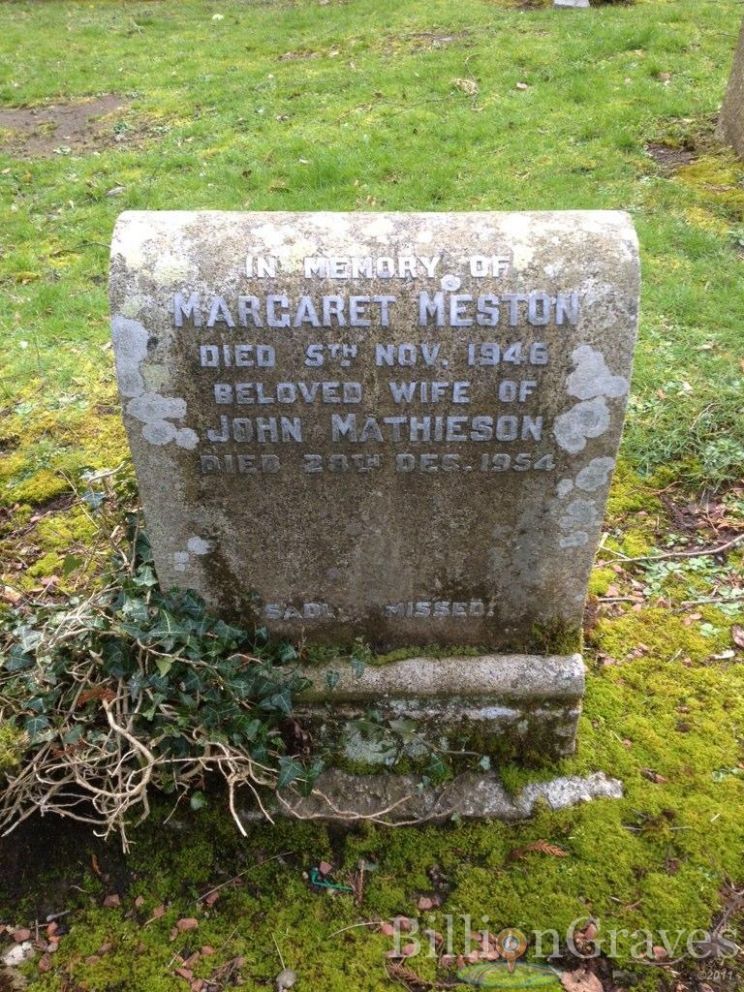 IN MEMORY OF
MARGARET MESTON
DIED 5TH NOV. 1946
BELOVED WIFE OF
JOHN MATHIESON
DIED 28TH DEC. 1954
SADLY MISSED.
BillionGraves
©2011